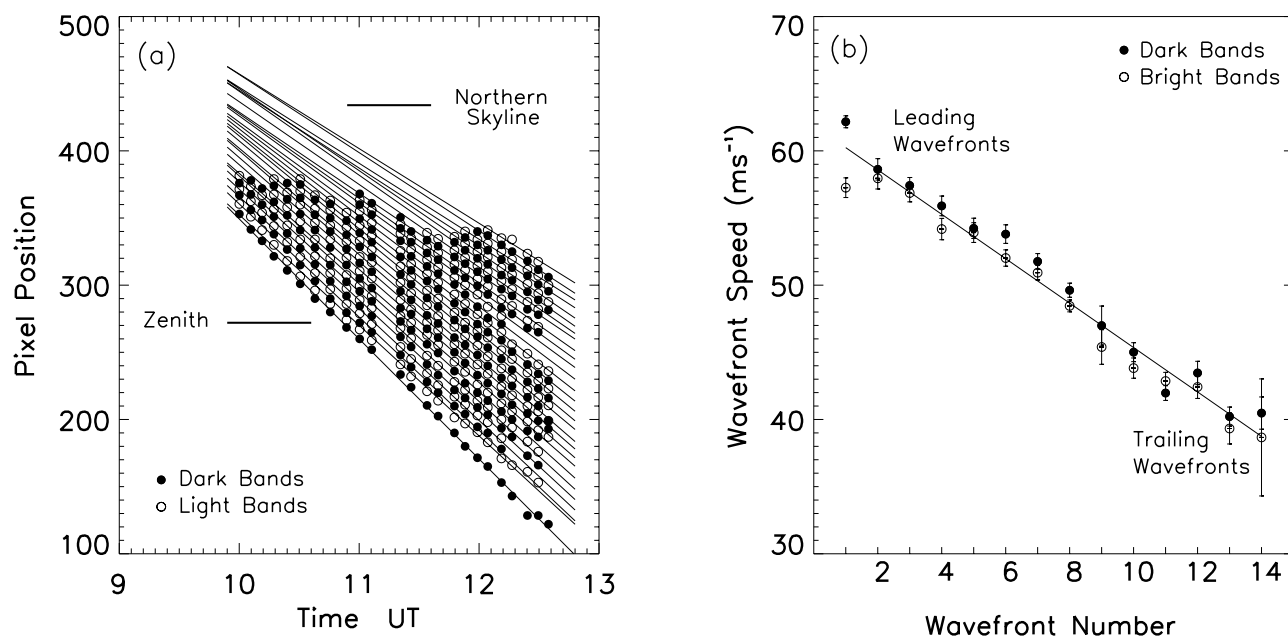 (a)
Northern
Skyline
Zenith
Dark Bands
Light Bands
500
400
300
200
100
9 10 11 12 13
Pixel Position
Time UT
(b)
Dark Bands
Bright Bands
Leading
Wavefronts
Trailing
Wavefronts
70
60
50
40
30
2 4 6 8 10 12 14
Wavefront Speed (ms⁻¹)
Wavefront Number